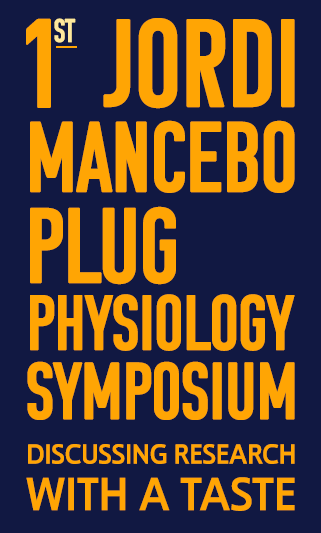 1ST JORDI
MANCEBO
PLUG
PHYSIOLOGY
SYMPOSIUM
DISCUSSING RESEARCH
WITH A TASTE